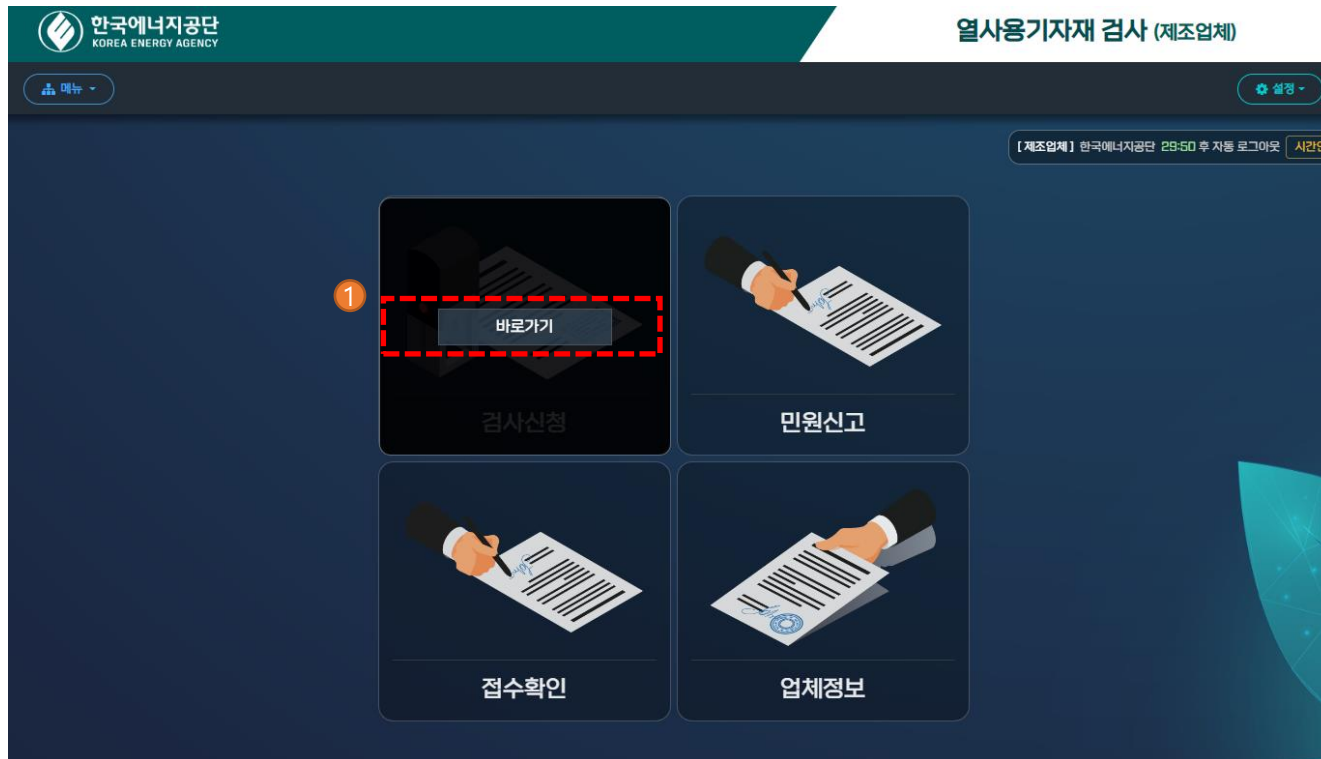 한국에너지공단
KOREA ENERGY AGENCY
열사용기자재 검사 (제조업체)
메뉴
설정
[ 제조업체 ] 한국에너지공단 29:50 후 자동 로그아웃
1
바로가기
검사신청
민원신고
접수확인
업체정보